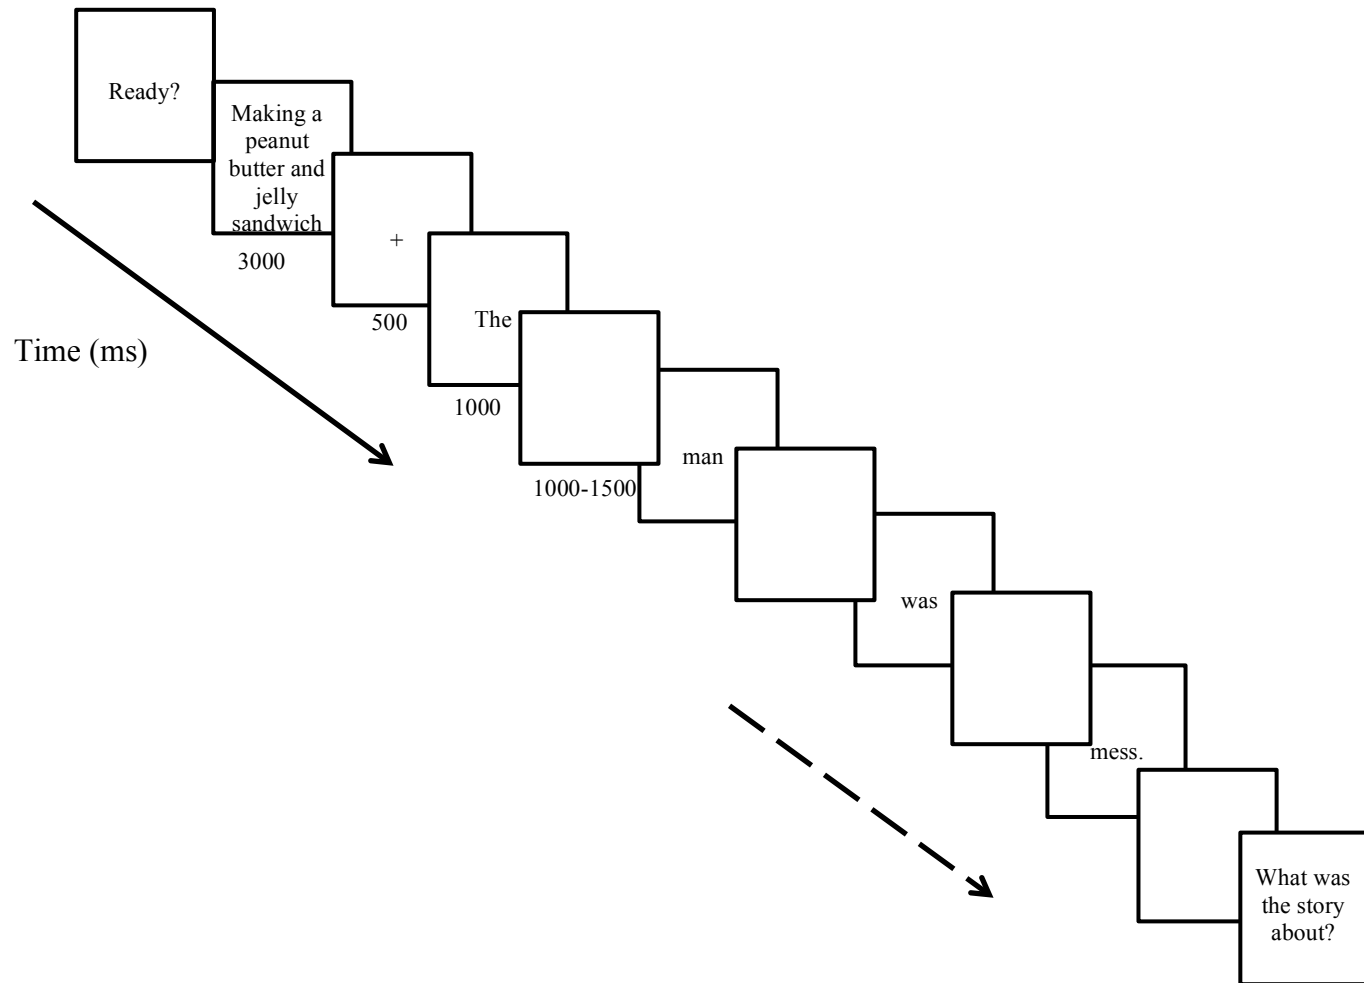 Ready?
Making a
peanut
butter and
jelly
sandwich
3000
+
500
The
1000
Time (ms)
1000-1500
man
was
mess.
What was
the story
about?